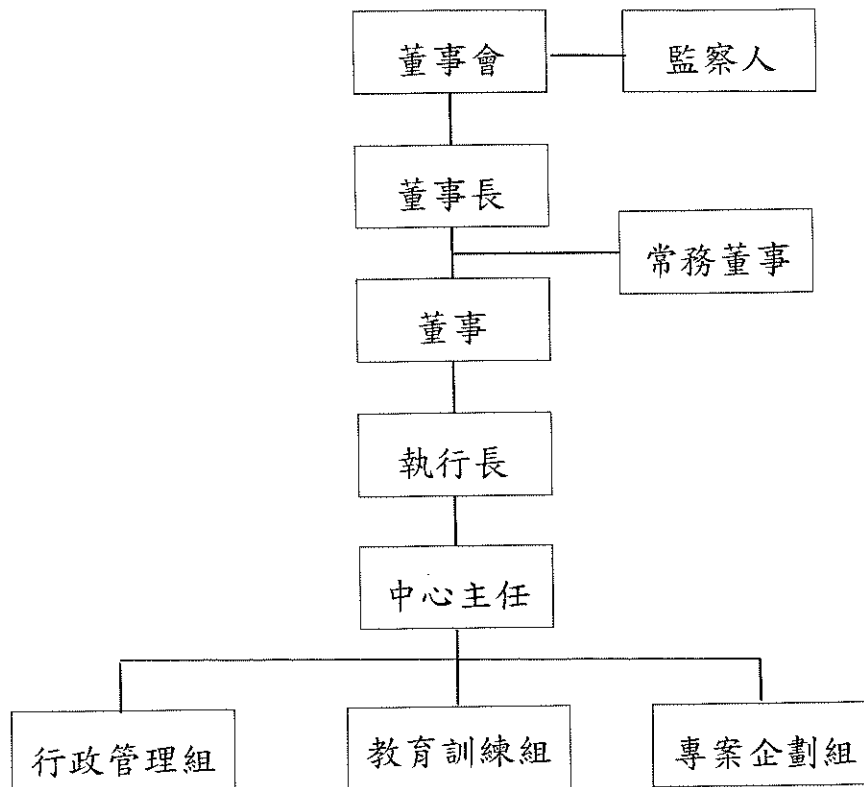 董事會
監察人
董事長
常務董事
董事
執行長
中心主任
行政管理組
教育訓練組
專案企劃組